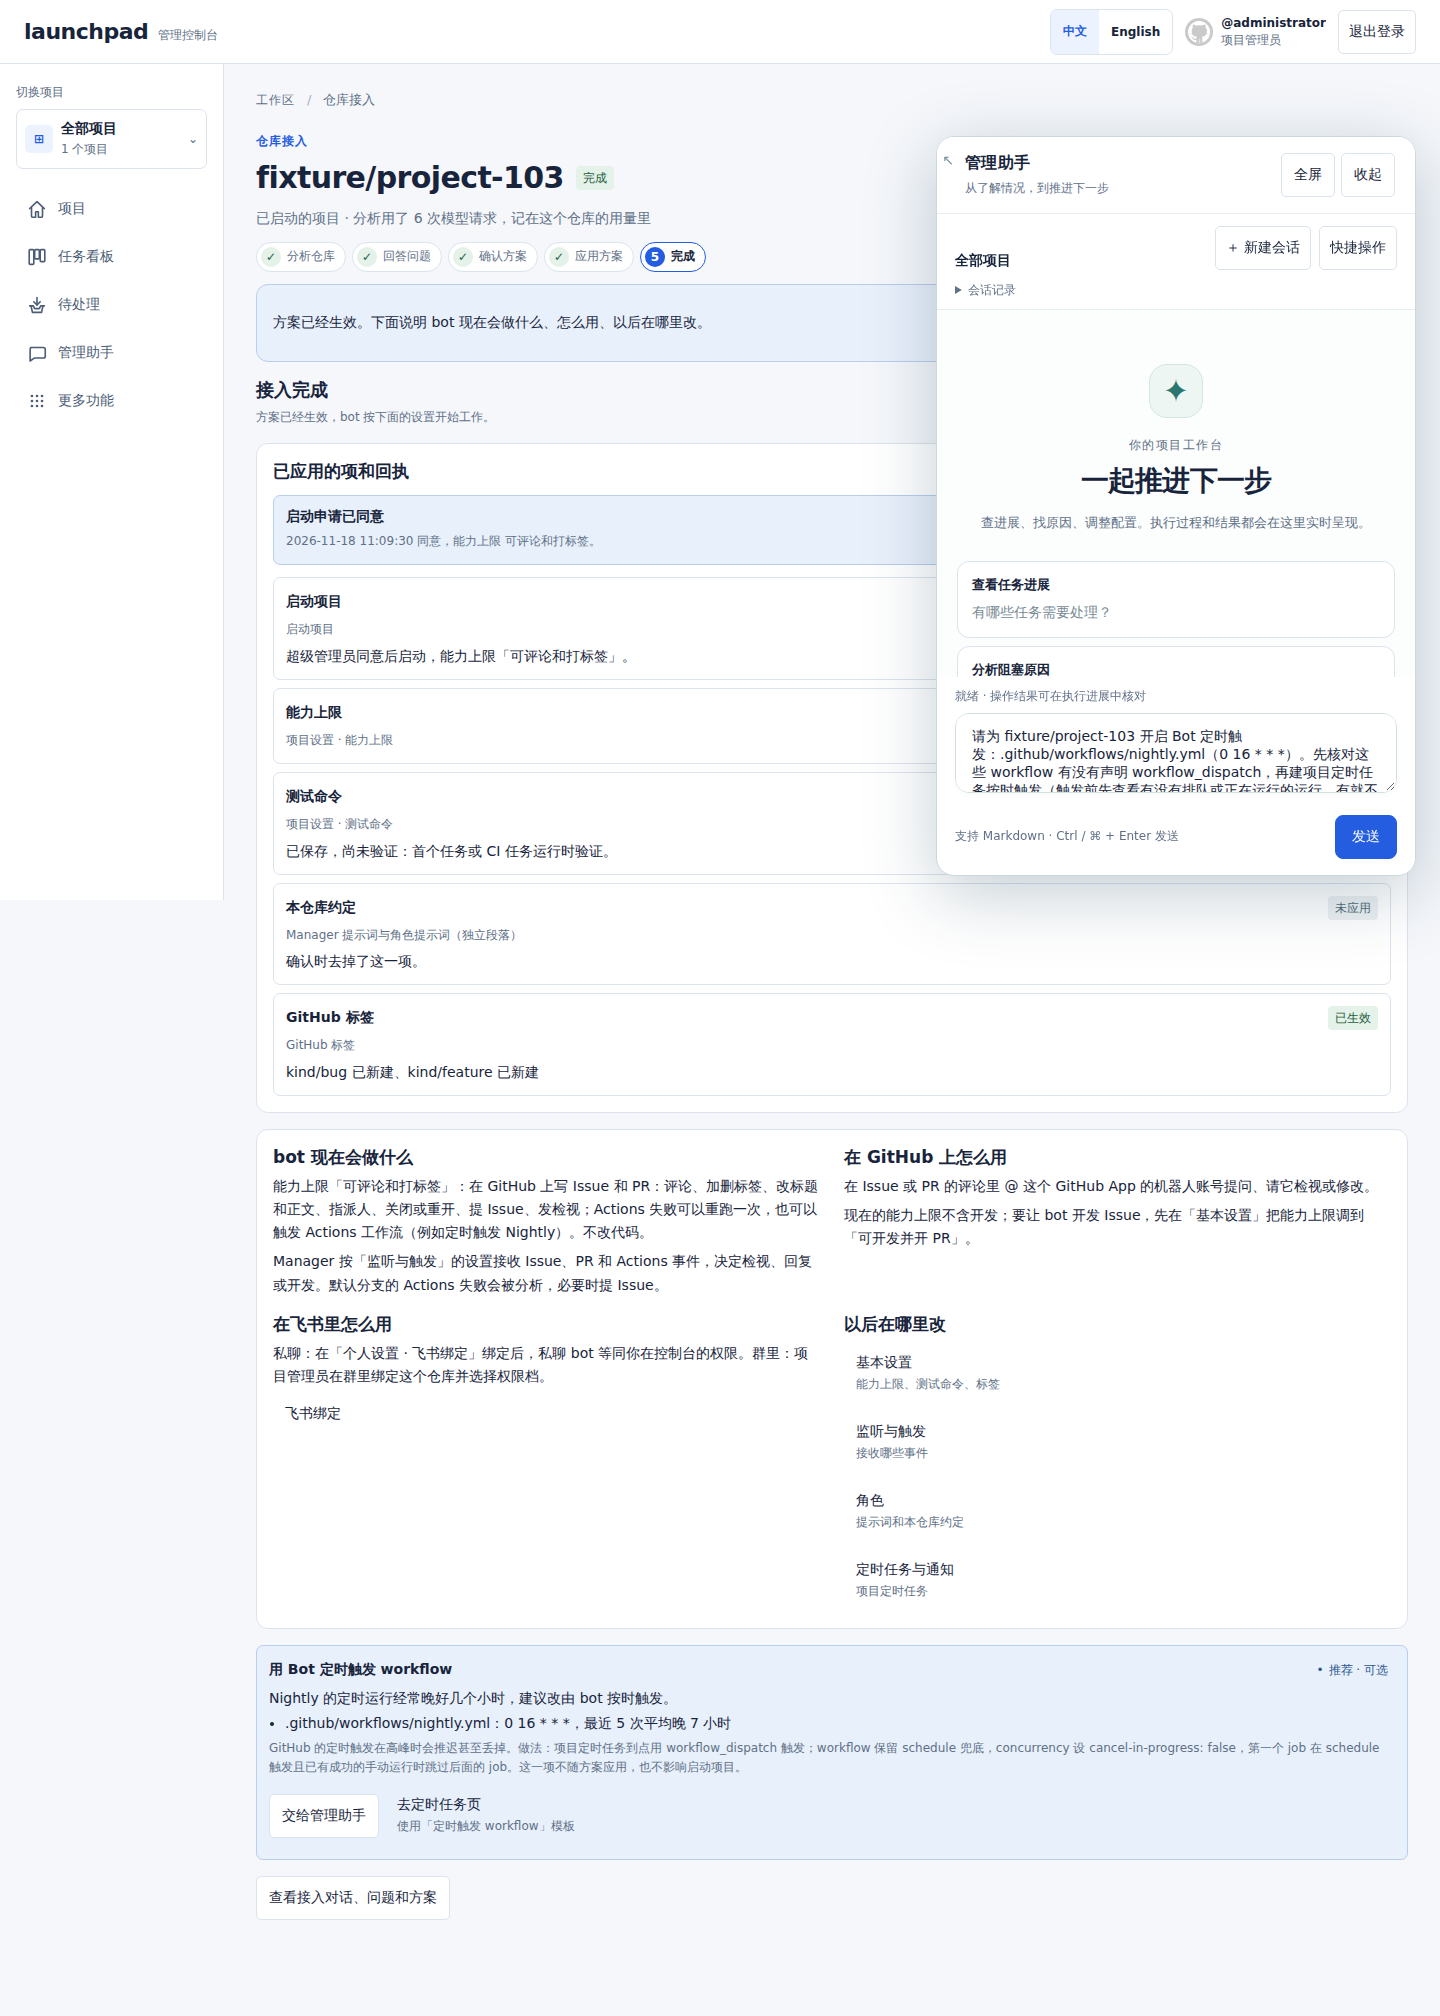 launchpad 管理控制台
中文 English
@administrator
项目管理员
退出登录
切换项目
全部项目
1 个项目
项目
任务看板
待处理
管理助手
更多功能
工作区 / 仓库接入
仓库接入
fixture/project-103 完成
已启动的项目 · 分析用了 6 次模型请求，记在这个仓库的用量里
✓ 分析仓库 ✓ 回答问题 ✓ 确认方案 ✓ 应用方案 5 完成
方案已经生效。下面说明 bot 现在会做什么、怎么用、以后在哪里改。
接入完成
方案已经生效，bot 按下面的设置开始工作。
已应用的项和回执
启动申请已同意
2026-11-18 11:09:30 同意，能力上限 可评论和打标签。
启动项目
启动项目
超级管理员同意后启动，能力上限「可评论和打标签」。
能力上限
项目设置 · 能力上限
测试命令
项目设置 · 测试命令
已保存，尚未验证：首个任务或 CI 任务运行时验证。
本仓库约定 未应用
Manager 提示词与角色提示词（独立段落）
确认时去掉了这一项。
GitHub 标签 已生效
GitHub 标签
kind/bug 已新建、kind/feature 已新建
管理助手
从了解情况，到推进下一步
全屏 收起
全部项目
＋ 新建会话 快捷操作
▶ 会话记录
你的项目工作台
一起推进下一步
查进展、找原因、调整配置。执行过程和结果都会在这里实时呈现。
查看任务进展
有哪些任务需要处理？
分析阻塞原因
就绪 · 操作结果可在执行进展中核对
请为 fixture/project-103 开启 Bot 定时触
发：.github/workflows/nightly.yml（0 16 * * *）。先核对这
些 workflow 有没有声明 workflow_dispatch，再建项目定时任
务按时触发（触发前先查看有没有排队或正在运行的运行，有就不
支持 Markdown · Ctrl / ⌘ + Enter 发送
发送
bot 现在会做什么
能力上限「可评论和打标签」：在 GitHub 上写 Issue 和 PR：评论、加删标签、改标题
和正文、指派人、关闭或重开、提 Issue、发检视；Actions 失败可以重跑一次，也可以
触发 Actions 工作流（例如定时触发 Nightly）。不改代码。
Manager 按「监听与触发」的设置接收 Issue、PR 和 Actions 事件，决定检视、回复
或开发。默认分支的 Actions 失败会被分析，必要时提 Issue。
在 GitHub 上怎么用
在 Issue 或 PR 的评论里 @ 这个 GitHub App 的机器人账号提问、请它检视或修改。
现在的能力上限不含开发；要让 bot 开发 Issue，先在「基本设置」把能力上限调到
「可开发并开 PR」。
在飞书里怎么用
私聊：在「个人设置 · 飞书绑定」绑定后，私聊 bot 等同你在控制台的权限。群里：项
目管理员在群里绑定这个仓库并选择权限档。
飞书绑定
以后在哪里改
基本设置
能力上限、测试命令、标签
监听与触发
接收哪些事件
角色
提示词和本仓库约定
定时任务与通知
项目定时任务
用 Bot 定时触发 workflow • 推荐 · 可选
Nightly 的定时运行经常晚好几个小时，建议改由 bot 按时触发。
• .github/workflows/nightly.yml：0 16 * * *，最近 5 次平均晚 7 小时
GitHub 的定时触发在高峰时会推迟甚至丢掉。做法：项目定时任务到点用 workflow_dispatch 触发；workflow 保留 schedule 兜底，concurrency 设 cancel-in-progress: false，第一个 job 在 schedule
触发且已有成功的手动运行时跳过后面的 job。这一项不随方案应用，也不影响启动项目。
交给管理助手
去定时任务页
使用「定时触发 workflow」模板
查看接入对话、问题和方案